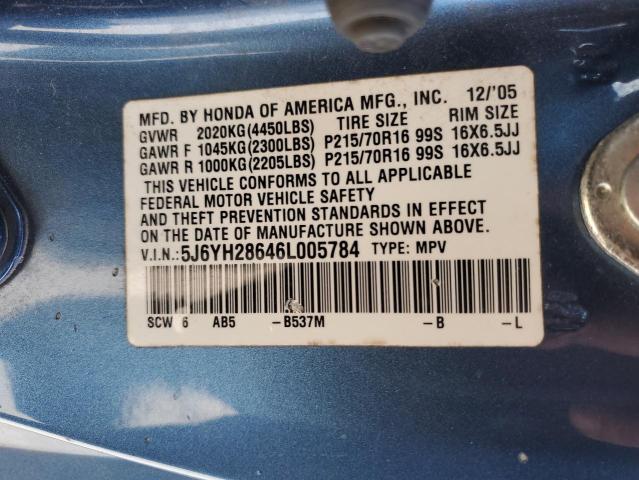 MFD. BY HONDA OF AMERICA MFG., INC. 12/'05
GVWR 2020KG(4450LBS) TIRE SIZE RIM SIZE
GAWR F 1045KG(2300LBS) P215/70R16 99S 16X6.5JJ
GAWR R 1000KG(2205LBS) P215/70R16 99S 16X6.5JJ
THIS VEHICLE CONFORMS TO ALL APPLICABLE
FEDERAL MOTOR VEHICLE SAFETY
AND THEFT PREVENTION STANDARDS IN EFFECT
ON THE DATE OF MANUFACTURE SHOWN ABOVE.
V.I.N.:5J6YH28646L005784 TYPE: MPV
AB5 -B537M -B -L